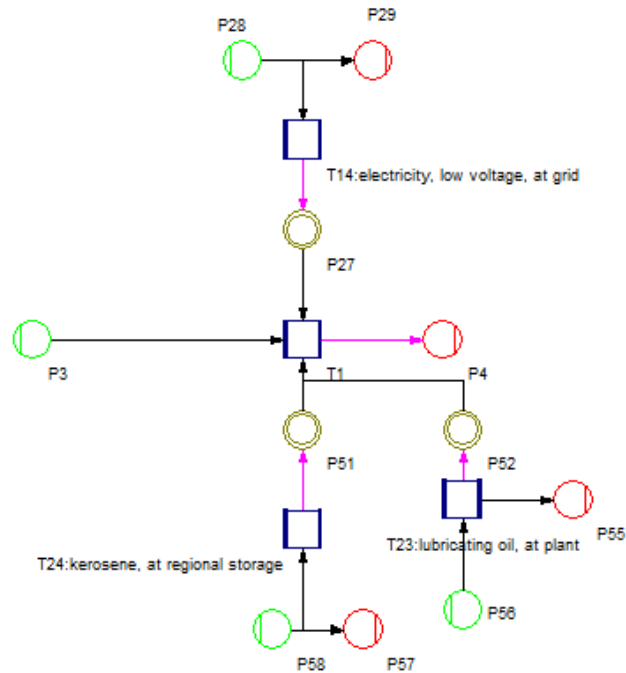 P28
P29
T14:electricity, low voltage, at grid
P27
P3
T1
P4
P51
P52
P55
T24:kerosene, at regional storage
T23:lubricating oil, at plant
P56
P58
P57